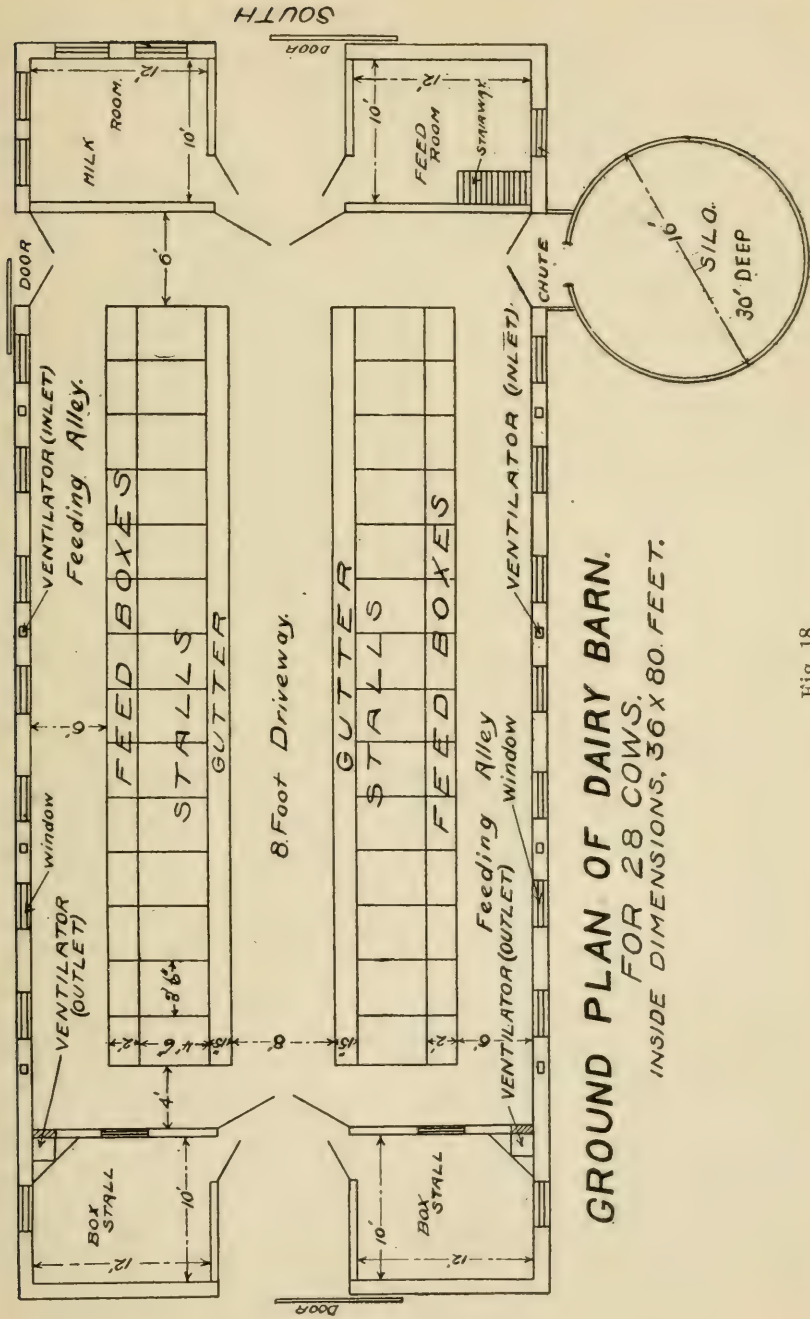 SOUTH
DOOR
12'
10'
MILK
ROOM.
12'
10'
FEED
ROOM
STAIRWAY.
DOOR
6'
CHUTE
16'
SILO.
30' DEEP
VENTILATOR (INLET)
Feeding Alley.
FEED BOXES
STALLS
GUTTER
6'
8 Foot Driveway.
GUTTER
STALLS
FEED BOXES
VENTILATOR (INLET).
Feeding Alley
window
window
VENTILATOR
(OUTLET)
3'6"
2'
4'6"
15"
8'
15"
2'
6'
4'
VENTILATOR (OUTLET)
BOX
STALL
10'
12'
BOX
STALL
10'
12'
DOOR
GROUND PLAN OF DAIRY BARN.
FOR 28 COWS.
INSIDE DIMENSIONS, 36 X 80. FEET.
Fig. 18